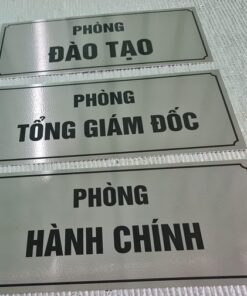 PHÒNG
ĐÀO TẠO
PHÒNG
TỔNG GIÁM ĐỐC
PHÒNG
HÀNH CHÍNH